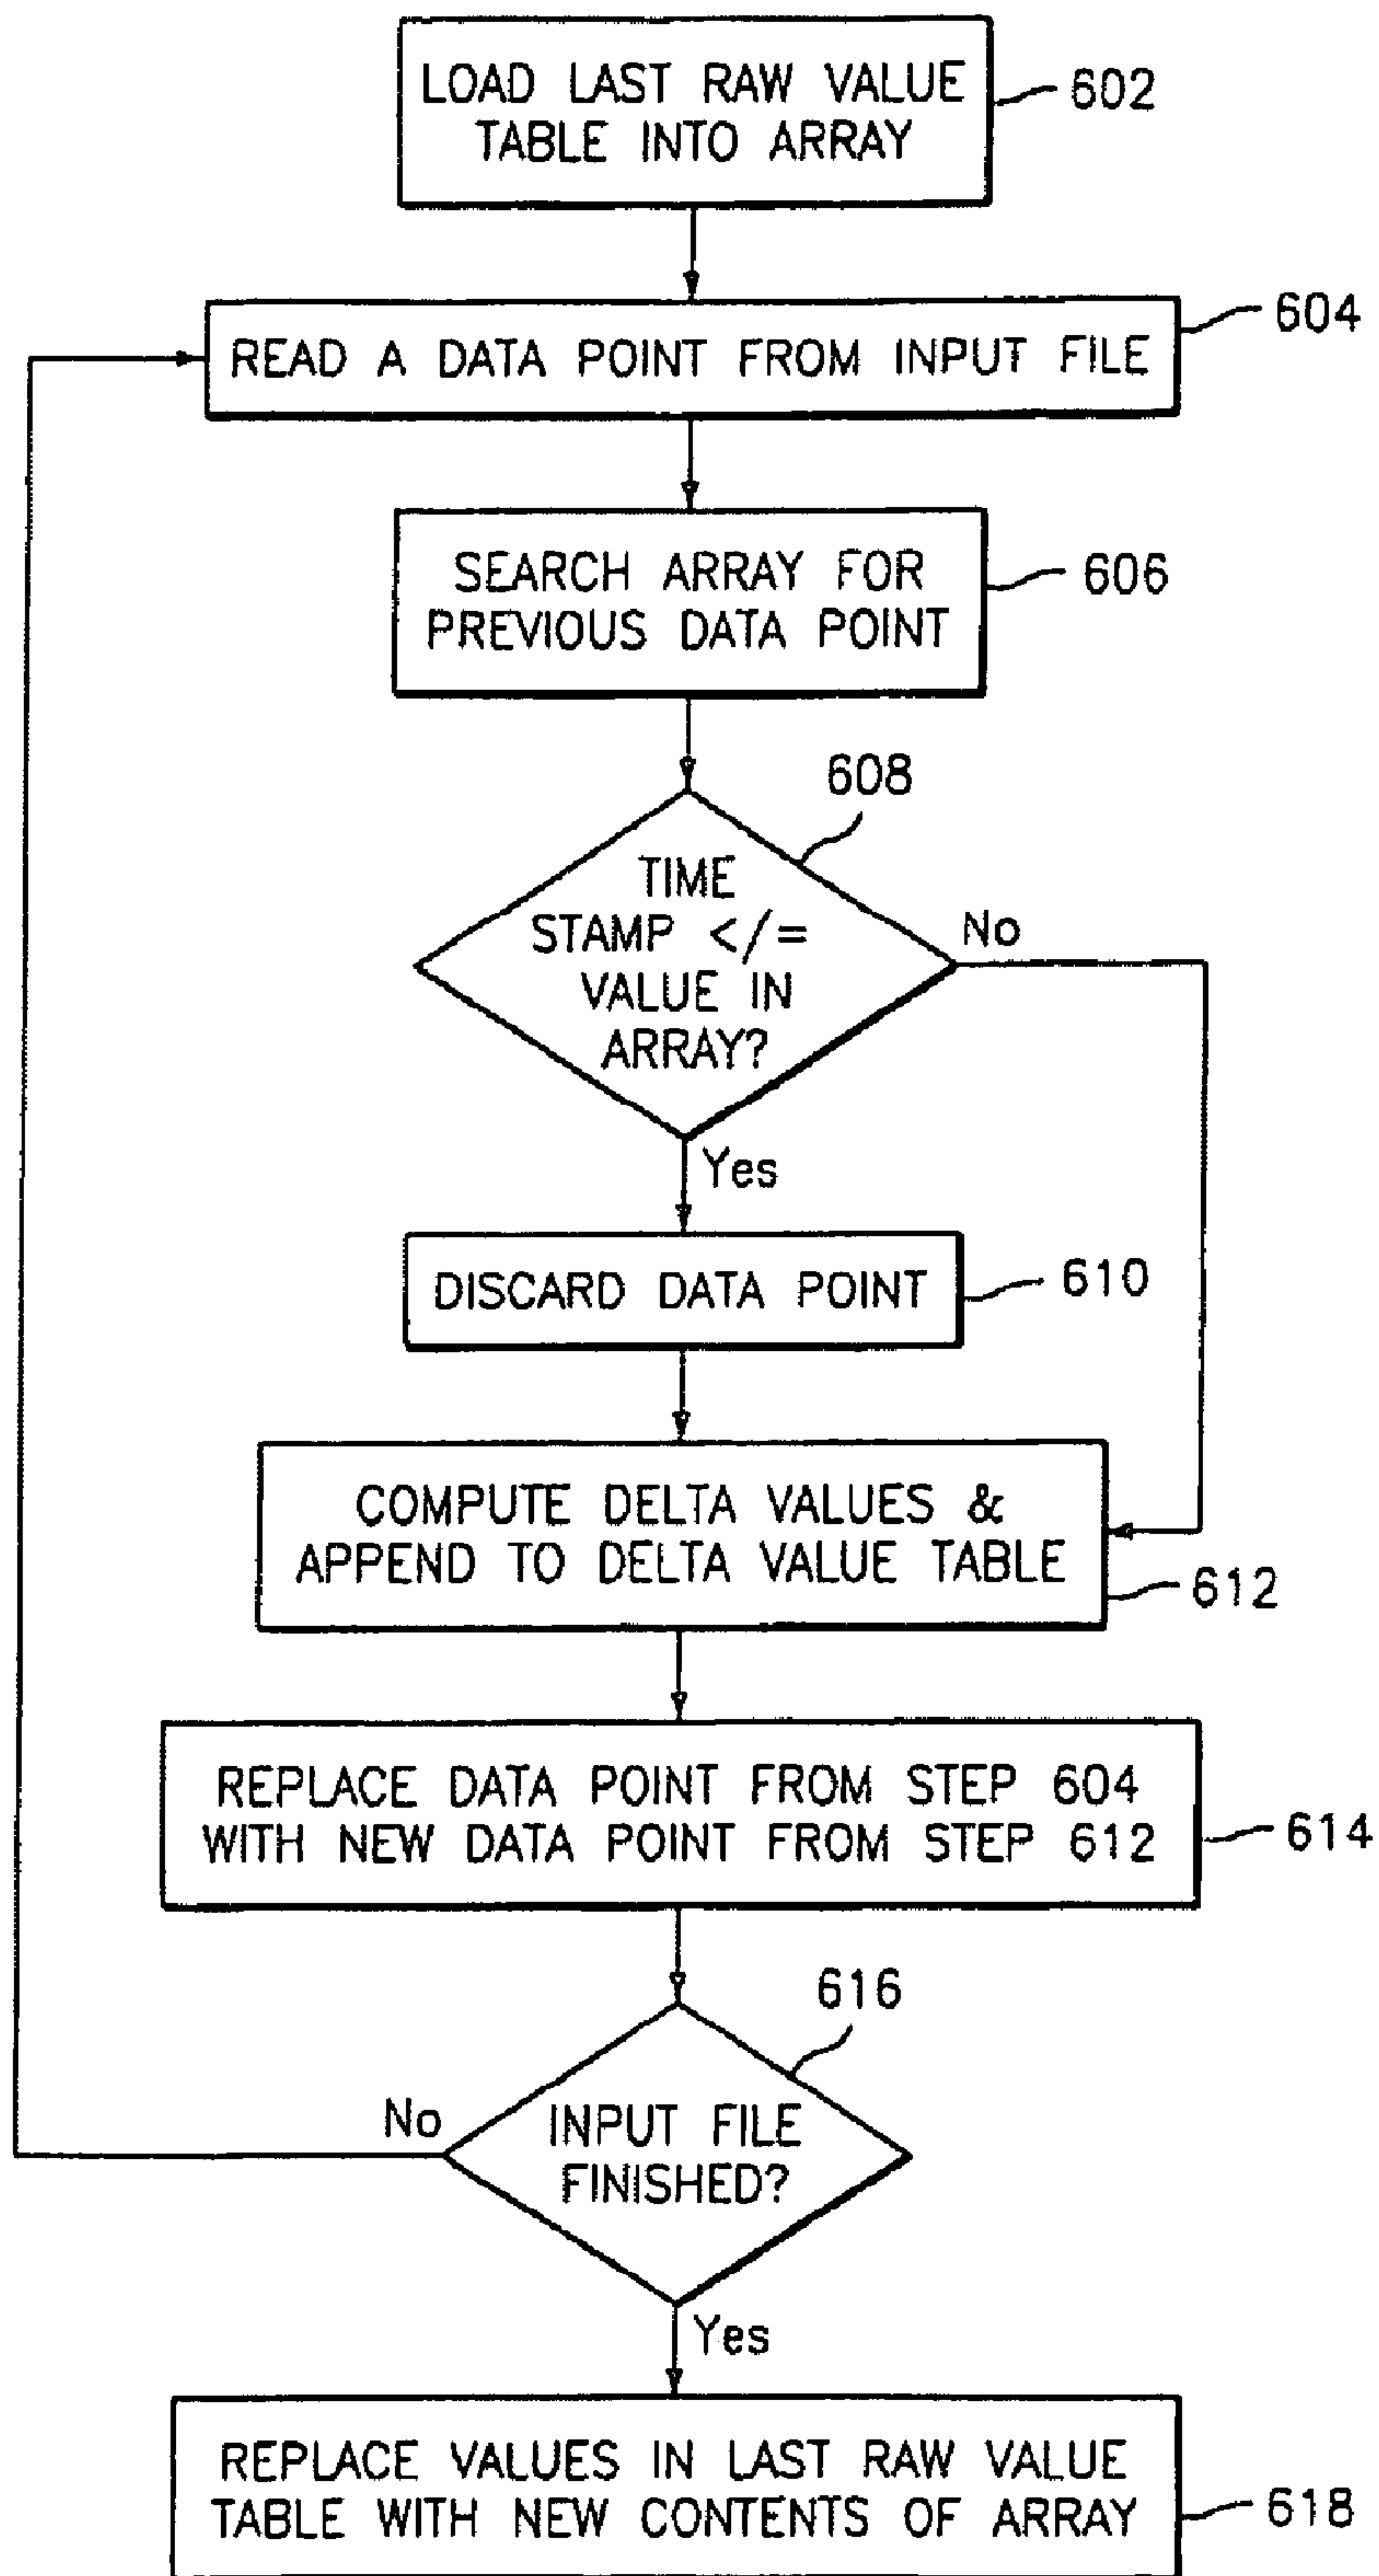 LOAD LAST RAW VALUE
TABLE INTO ARRAY
602
READ A DATA POINT FROM INPUT FILE
604
SEARCH ARRAY FOR
PREVIOUS DATA POINT
606
608
TIME
STAMP </=
VALUE IN
ARRAY?
No
Yes
DISCARD DATA POINT
610
COMPUTE DELTA VALUES &
APPEND TO DELTA VALUE TABLE
612
REPLACE DATA POINT FROM STEP 604
WITH NEW DATA POINT FROM STEP 612
614
616
INPUT FILE
FINISHED?
No
Yes
REPLACE VALUES IN LAST RAW VALUE
TABLE WITH NEW CONTENTS OF ARRAY
618